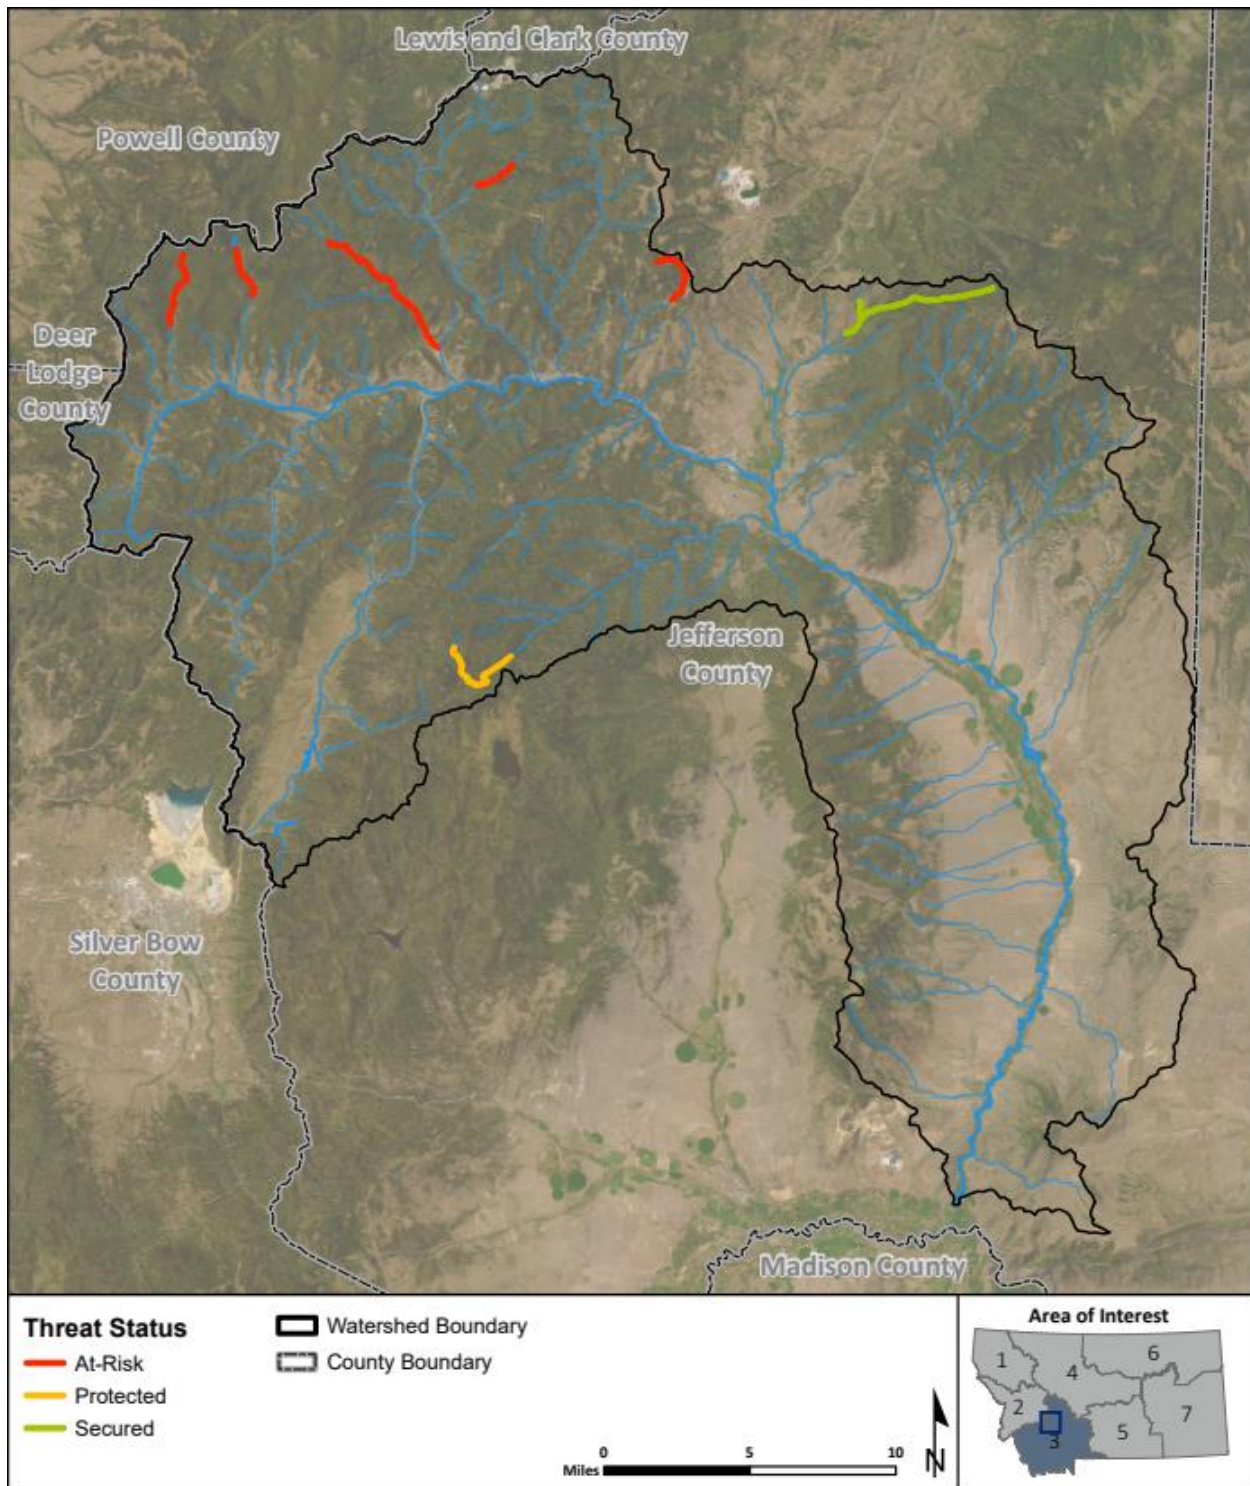 Lewis and Clark County
Powell County
Deer
Lodge
County
Jefferson
County
Silver Bow
County
Madison County
Threat Status
At-Risk
Protected
Secured
Watershed Boundary
County Boundary
0 5 10
Miles
N
Area of Interest
1
6
4
2
7
5
3